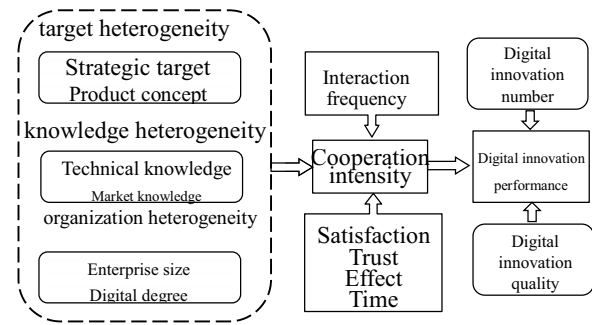 target heterogeneity
Strategic target
Product concept
knowledge heterogeneity
Technical knowledge
Market knowledge
organization heterogeneity
Enterprise size
Digital degree
Interaction
frequency
Cooperation
intensity
Satisfaction
Trust
Effect
Time
Digital
innovation
number
Digital innovation
performance
Digital
innovation
quality